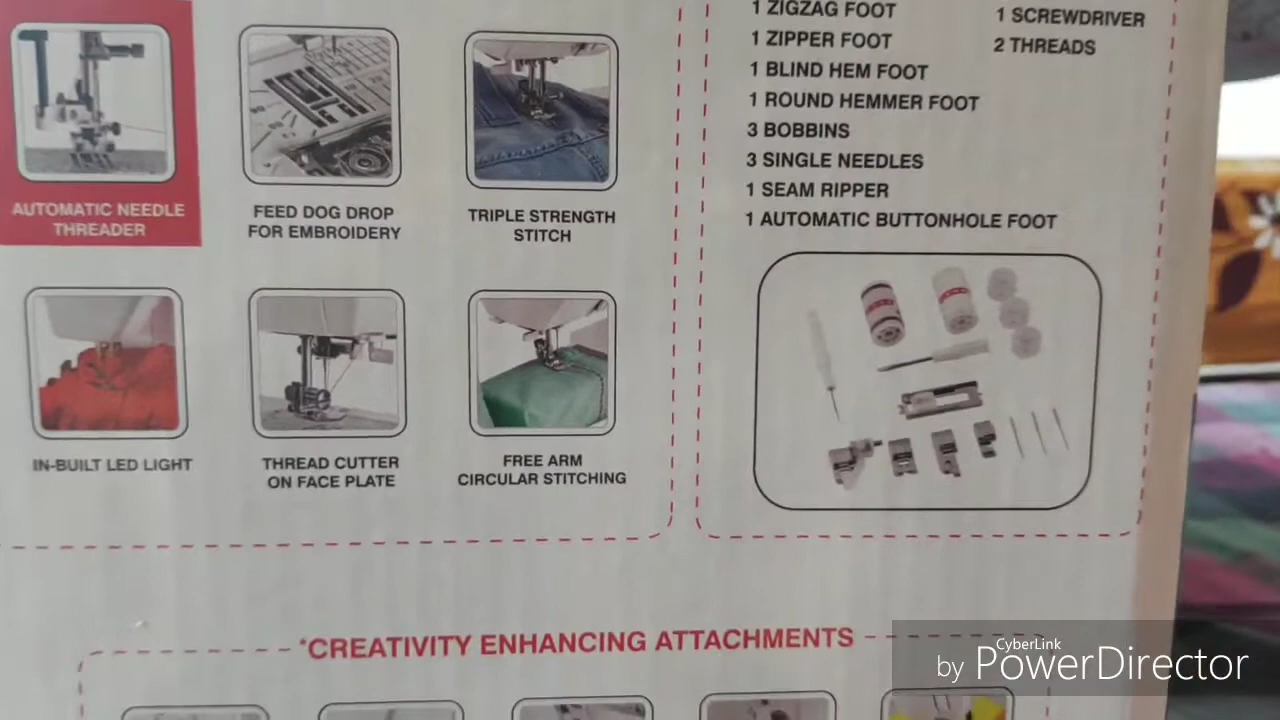 AUTOMATIC NEEDLE
THREADER
FEED DOG DROP
FOR EMBROIDERY
TRIPLE STRENGTH
STITCH
IN-BUILT LED LIGHT
THREAD CUTTER
ON FACE PLATE
FREE ARM
CIRCULAR STITCHING
1 ZIGZAG FOOT
1 ZIPPER FOOT
1 BLIND HEM FOOT
1 ROUND HEMMER FOOT
3 BOBBINS
3 SINGLE NEEDLES
1 SEAM RIPPER
1 AUTOMATIC BUTTONHOLE FOOT
1 SCREWDRIVER
2 THREADS
*CREATIVITY ENHANCING ATTACHMENTS
by CyberLink PowerDirector